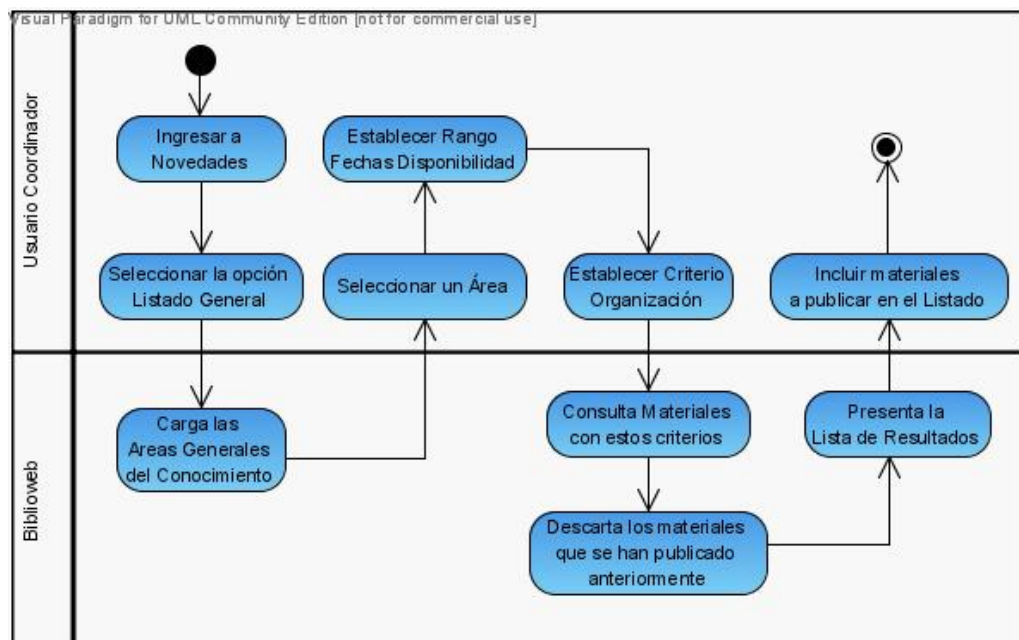 Visual Paradigm for UML Community Edition [not for commercial use]
Usuario Coordinador
Ingresar a
Novedades
Seleccionar la opción
Listado General
Establecer Rango
Fechas Disponibilidad
Seleccionar un Área
Establecer Criterio
Organización
Incluir materiales
a publicar en el Listado
Biblioweb
Carga las
Areas Generales
del Conocimiento
Consulta Materiales
con estos criterios
Descarta los materiales
que se han publicado
anteriormente
Presenta la
Lista de Resultados